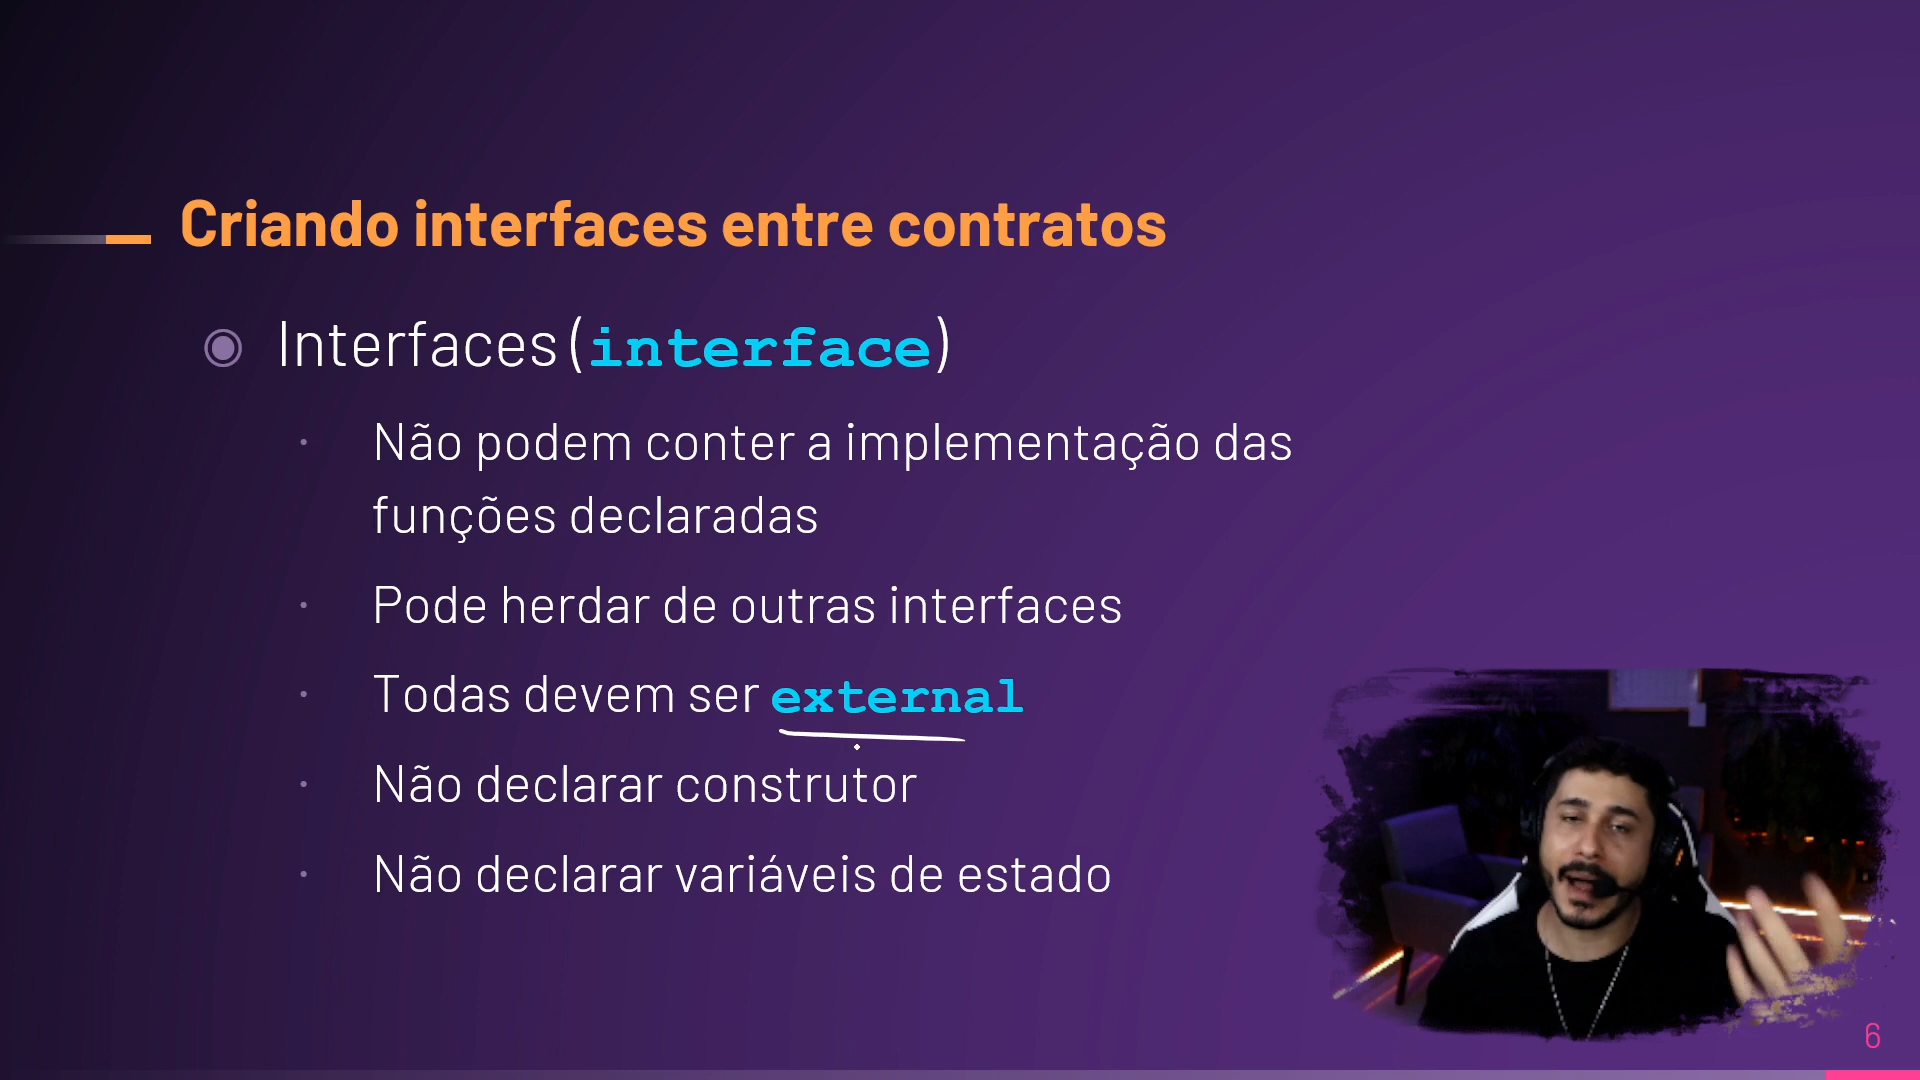 Criando interfaces entre contratos
Interfaces (interface)
Não podem conter a implementação das
funções declaradas
Pode herdar de outras interfaces
Todas devem ser external
Não declarar construtor
Não declarar variáveis de estado
6